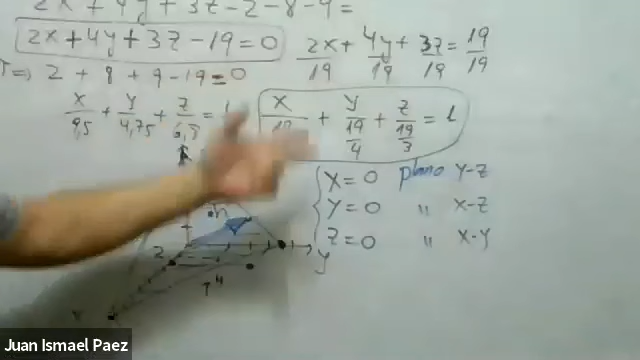 2x+4y+3z-2-8-9=
2x+4y+3z-19=0
2x/19 + 4y/19 + 3z/19 = 19/19
=> 2 + 8 + 9 -19=0
x/9,5 + y/4,75 + z/6,3 =
x/ + y/(19/4) + z/(19/3) = 1
x=0 plano y-z
y=0 " x-z
z=0 " x-y
n
2
y
x
Juan Ismael Paez